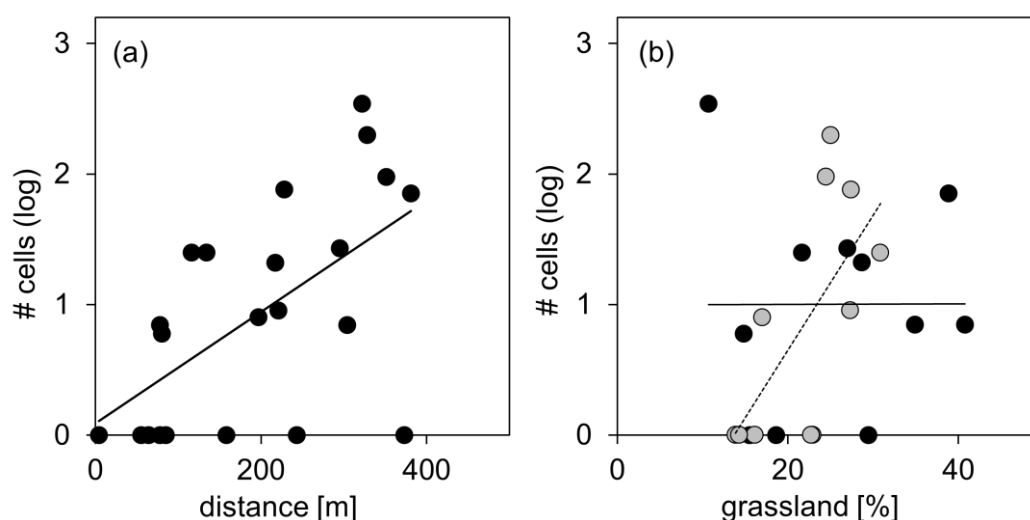 (a)
3
2
1
0
# cells (log)
0
200
400
distance [m]
(b)
3
2
1
0
# cells (log)
0
20
40
grassland [%]